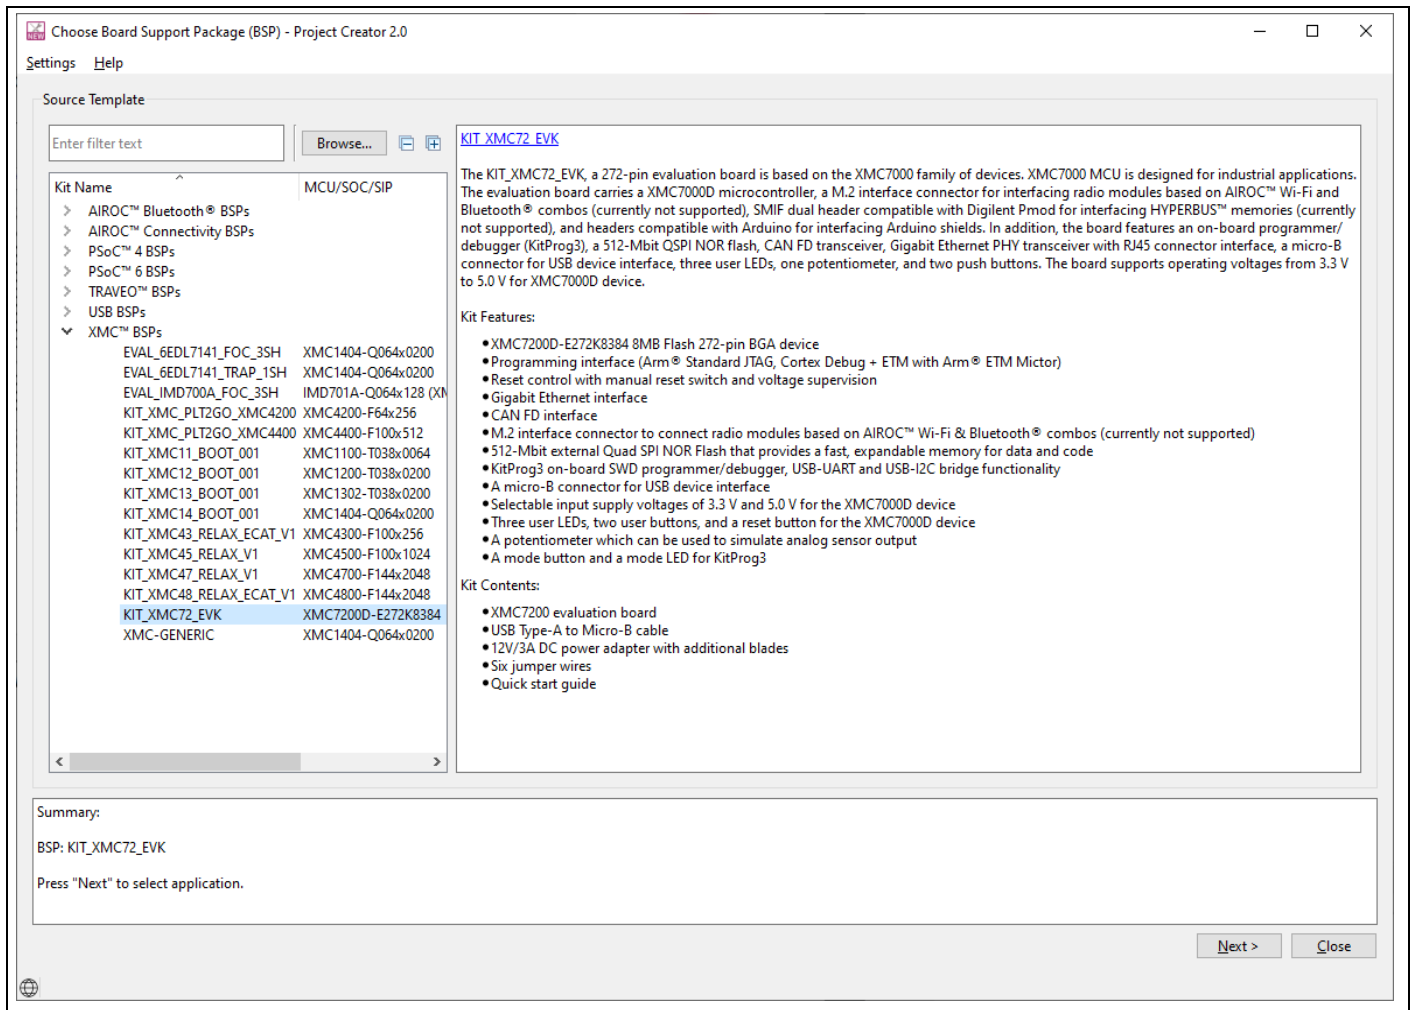 Choose Board Support Package (BSP) - Project Creator 2.0
Settings Help
Source Template
Enter filter text
Browse...
Kit Name MCU/SOC/SIP
AIROC™ Bluetooth® BSPs
AIROC™ Connectivity BSPs
PSoC™ 4 BSPs
PSoC™ 6 BSPs
TRAVEO™ BSPs
USB BSPs
XMC™ BSPs
EVAL_6EDL7141_FOC_3SH XMC1404-Q064x0200
EVAL_6EDL7141_TRAP_1SH XMC1404-Q064x0200
EVAL_IMD700A_FOC_3SH IMD701A-Q064x128 (XM
KIT_XMC_PLT2GO_XMC4200 XMC4200-F64x256
KIT_XMC_PLT2GO_XMC4400 XMC4400-F100x512
KIT_XMC11_BOOT_001 XMC1100-T038x0064
KIT_XMC12_BOOT_001 XMC1200-T038x0200
KIT_XMC13_BOOT_001 XMC1302-T038x0200
KIT_XMC14_BOOT_001 XMC1404-Q064x0200
KIT_XMC43_RELAX_ECAT_V1 XMC4300-F100x256
KIT_XMC45_RELAX_V1 XMC4500-F100x1024
KIT_XMC47_RELAX_V1 XMC4700-F144x2048
KIT_XMC48_RELAX_ECAT_V1 XMC4800-F144x2048
KIT_XMC72_EVK XMC7200D-E272K8384
XMC-GENERIC XMC1404-Q064x0200
KIT_XMC72_EVK
The KIT_XMC72_EVK, a 272-pin evaluation board is based on the XMC7000 family of devices. XMC7000 MCU is designed for industrial applications.
The evaluation board carries a XMC7000D microcontroller, a M.2 interface connector for interfacing radio modules based on AIROC™ Wi-Fi and
Bluetooth® combos (currently not supported), SMIF dual header compatible with Digilent Pmod for interfacing HYPERBUS™ memories (currently
not supported), and headers compatible with Arduino for interfacing Arduino shields. In addition, the board features an on-board programmer/
debugger (KitProg3), a 512-Mbit QSPI NOR flash, CAN FD transceiver, Gigabit Ethernet PHY transceiver with RJ45 connector interface, a micro-B
connector for USB device interface, three user LEDs, one potentiometer, and two push buttons. The board supports operating voltages from 3.3 V
to 5.0 V for XMC7000D device.
Kit Features:
•XMC7200D-E272K8384 8MB Flash 272-pin BGA device
•Programming interface (Arm® Standard JTAG, Cortex Debug + ETM with Arm® ETM Mictor)
•Reset control with manual reset switch and voltage supervision
•Gigabit Ethernet interface
•CAN FD interface
•M.2 interface connector to connect radio modules based on AIROC™ Wi-Fi & Bluetooth® combos (currently not supported)
•512-Mbit external Quad SPI NOR Flash that provides a fast, expandable memory for data and code
•KitProg3 on-board SWD programmer/debugger, USB-UART and USB-I2C bridge functionality
•A micro-B connector for USB device interface
•Selectable input supply voltages of 3.3 V and 5.0 V for the XMC7000D device
•Three user LEDs, two user buttons, and a reset button for the XMC7000D device
•A potentiometer which can be used to simulate analog sensor output
•A mode button and a mode LED for KitProg3
Kit Contents:
•XMC7200 evaluation board
•USB Type-A to Micro-B cable
•12V/3A DC power adapter with additional blades
•Six jumper wires
•Quick start guide
Summary:
BSP: KIT_XMC72_EVK
Press "Next" to select application.
Next > Close